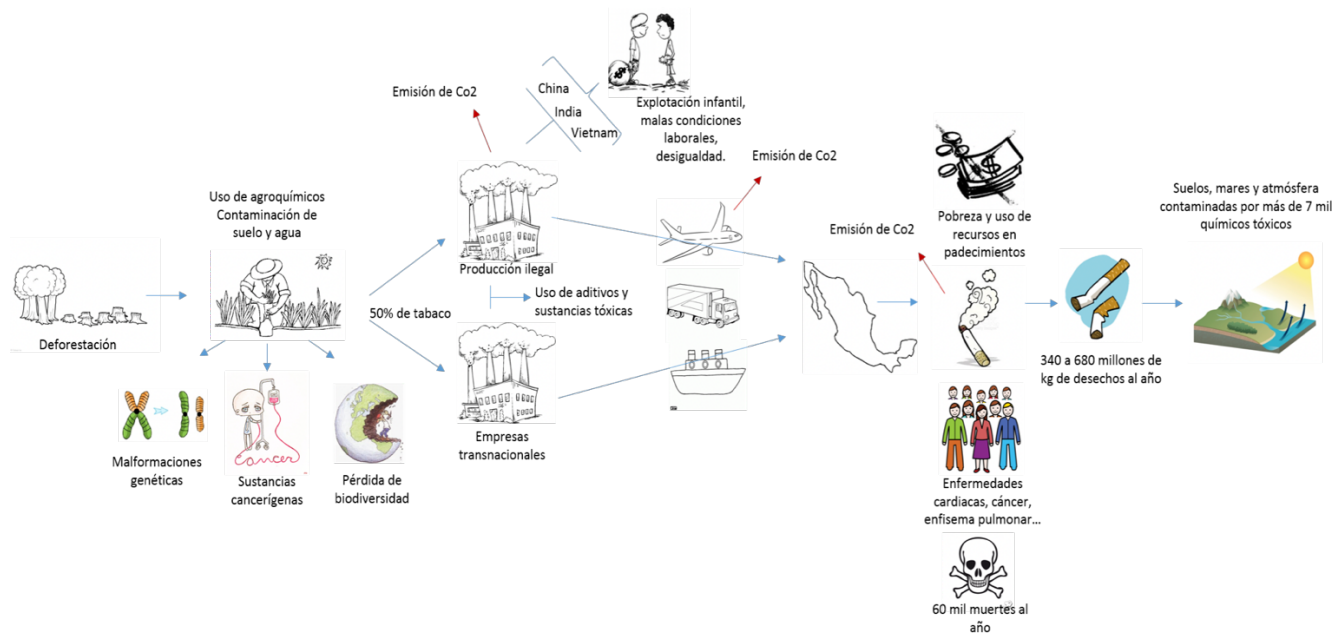 Emisión de Co2
China
India
Vietnam
Explotación infantil,
malas condiciones
laborales,
desigualdad.
Emisión de Co2
Uso de agroquímicos
Contaminación de
suelo y agua
Suelos, mares y atmósfera
contaminadas por más de 7 mil
químicos tóxicos
Emisión de Co2
Pobreza y uso de
recursos en
padecimientos
Producción ilegal
Uso de aditivos y
sustancias tóxicas
50% de tabaco
Deforestación
340 a 680 millones de
kg de desechos al año
Empresas
transnacionales
cancer
Malformaciones
genéticas
Sustancias
cancerígenas
Pérdida de
biodiversidad
Enfermedades
cardiacas, cáncer,
enfisema pulmonar...
60 mil muertes al
año